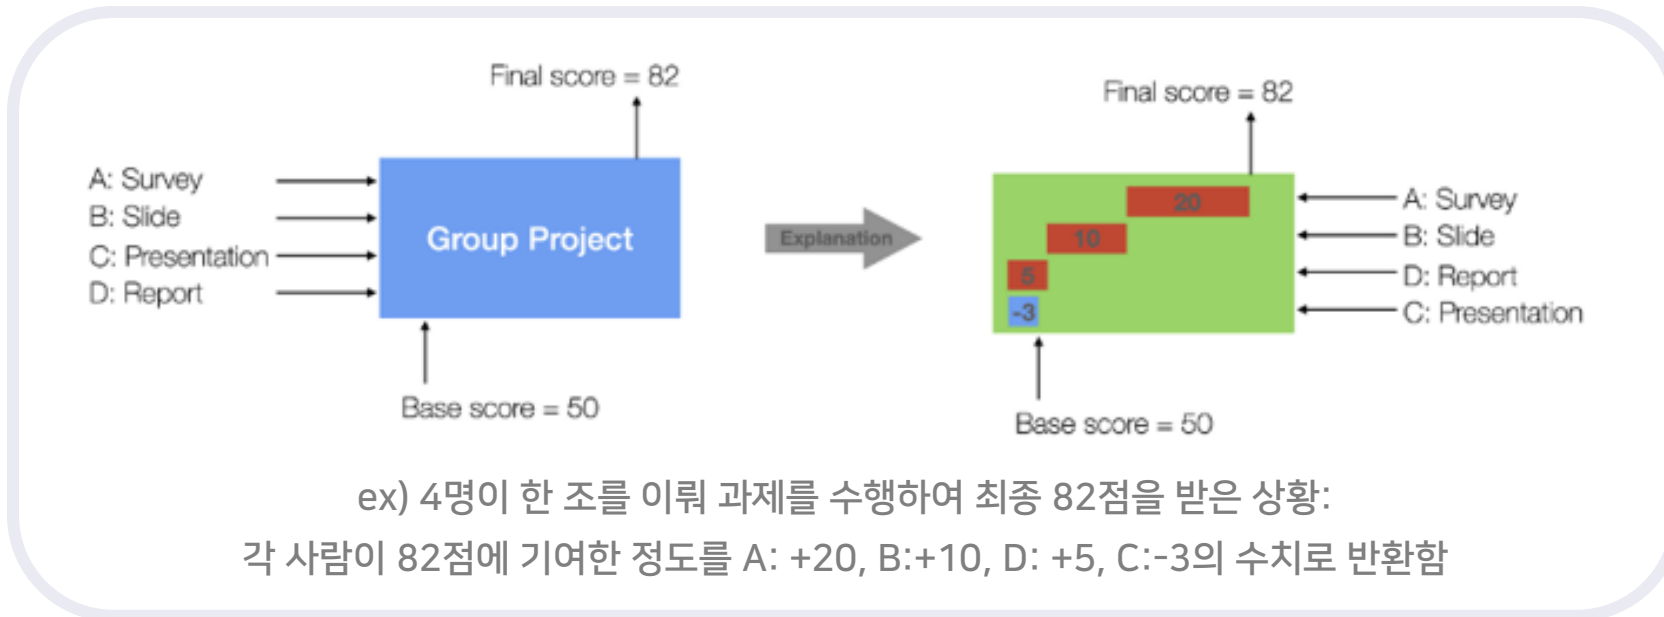 Final score = 82
A: Survey
B: Slide
C: Presentation
D: Report
Group Project
Base score = 50
Explanation
Final score = 82
20
10
5
-3
A: Survey
B: Slide
D: Report
C: Presentation
Base score = 50
ex) 4명이 한 조를 이뤄 과제를 수행하여 최종 82점을 받은 상황:
각 사람이 82점에 기여한 정도를 A: +20, B:+10, D: +5, C:-3의 수치로 반환함